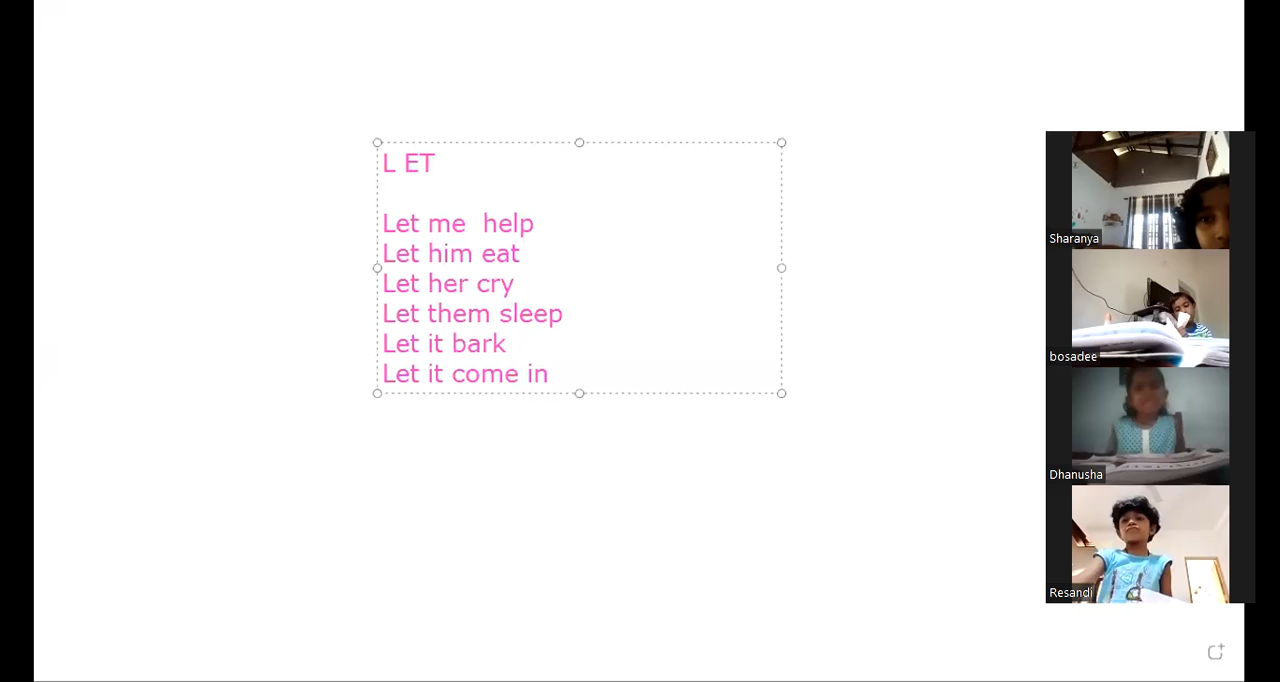 L ET
Let me  help
Let him eat
Let her cry
Let them sleep
Let it bark
Let it come in
Sharanya
bosadee
Dhanusha
Resandi